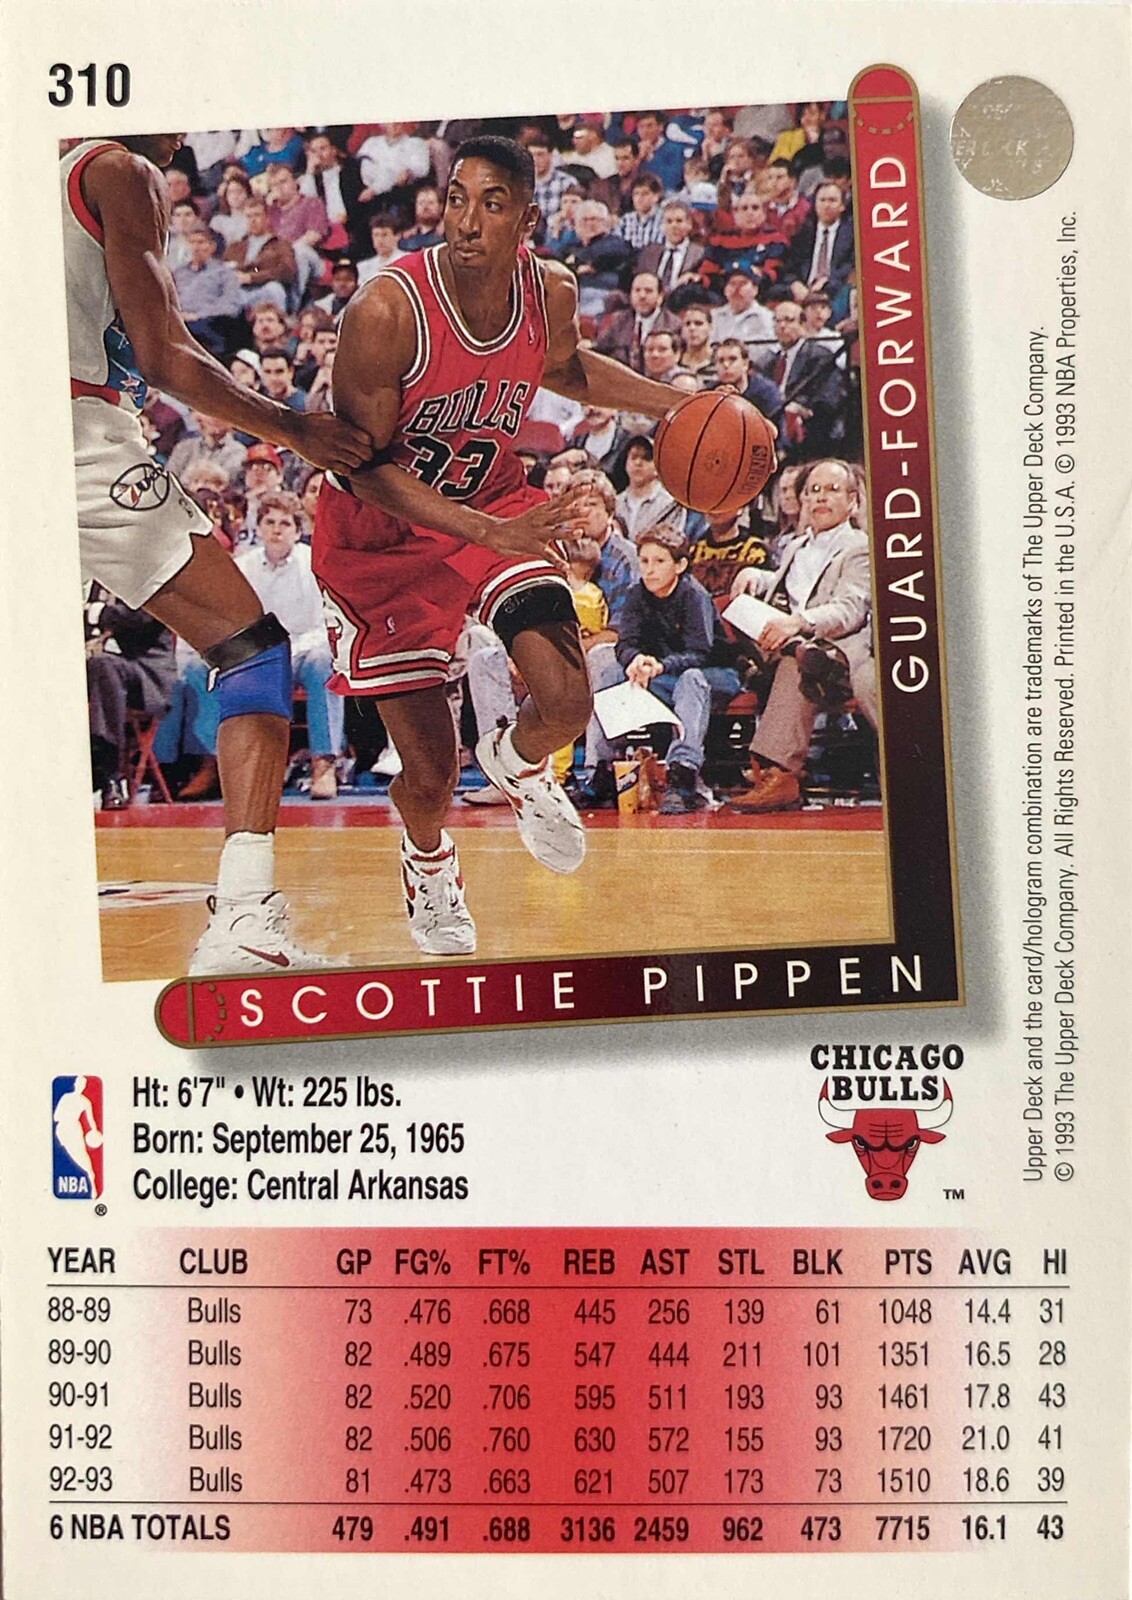 310
GUARD-FORWARD
BULLS
33
SCOTTIE PIPPEN
Upper Deck and the card/hologram combination are trademarks of The Upper Deck Company.
© 1993 The Upper Deck Company. All Rights Reserved. Printed in the U.S.A. © 1993 NBA Properties, Inc.
CHICAGO
BULLS
TM
NBA
®
Ht: 6'7" • Wt: 225 lbs.
Born: September 25, 1965
College: Central Arkansas
YEAR CLUB GP FG% FT% REB AST STL BLK PTS AVG HI
88-89 Bulls 73 .476 .668 445 256 139 61 1048 14.4 31
89-90 Bulls 82 .489 .675 547 444 211 101 1351 16.5 28
90-91 Bulls 82 .520 .706 595 511 193 93 1461 17.8 43
91-92 Bulls 82 .506 .760 630 572 155 93 1720 21.0 41
92-93 Bulls 81 .473 .663 621 507 173 73 1510 18.6 39
6 NBA TOTALS 479 .491 .688 3136 2459 962 473 7715 16.1 43